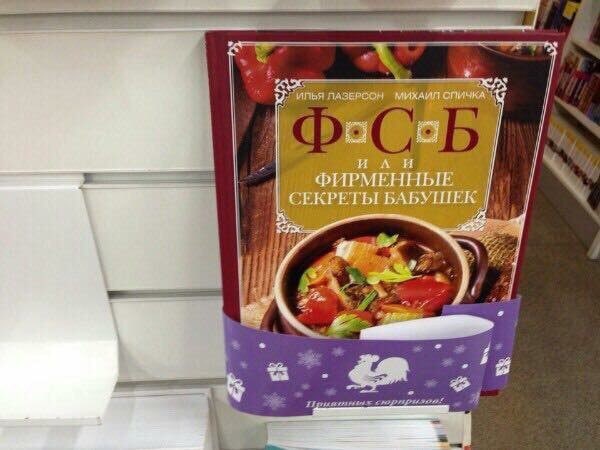 ИЛЬЯ ЛАЗЕРСОН МИХАИЛ СПИЧКА
Ф·С·Б
ИЛИ
ФИРМЕННЫЕ
СЕКРЕТЫ БАБУШЕК
Приятных сюрпризов!